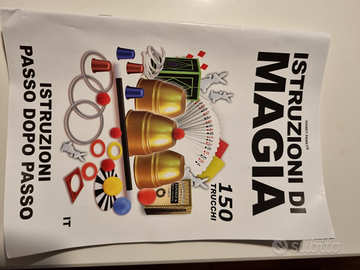 ISTRUZIONI DI
MAGIA
150
TRUCCHI
ISTRUZIONI
PASSO DOPO PASSO
IT
subito